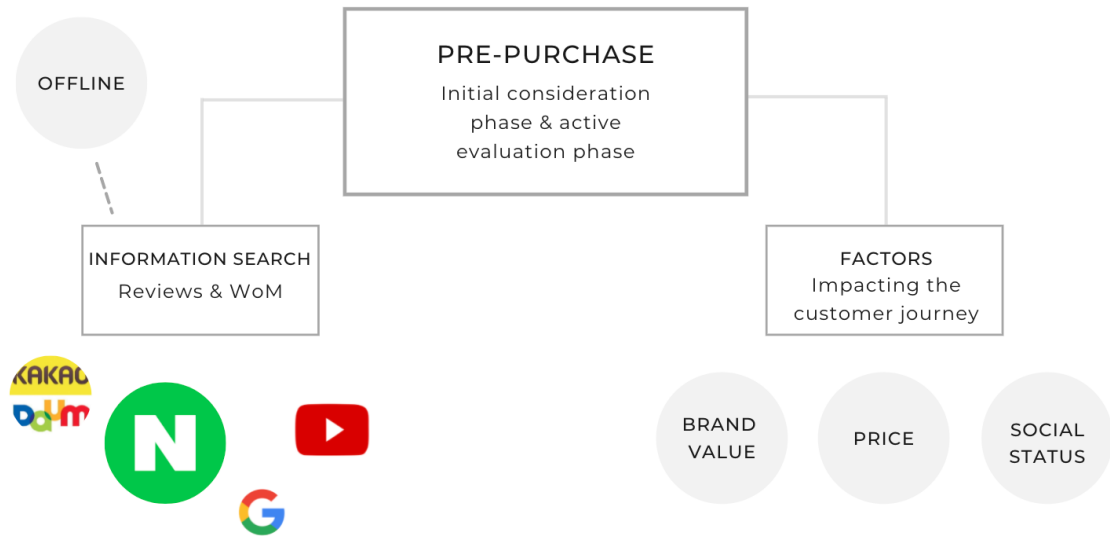 OFFLINE
PRE-PURCHASE
Initial consideration
phase & active
evaluation phase
INFORMATION SEARCH
Reviews & WoM
FACTORS
Impacting the
customer journey
KAKAO
Daum
N
G
BRAND
VALUE
PRICE
SOCIAL
STATUS